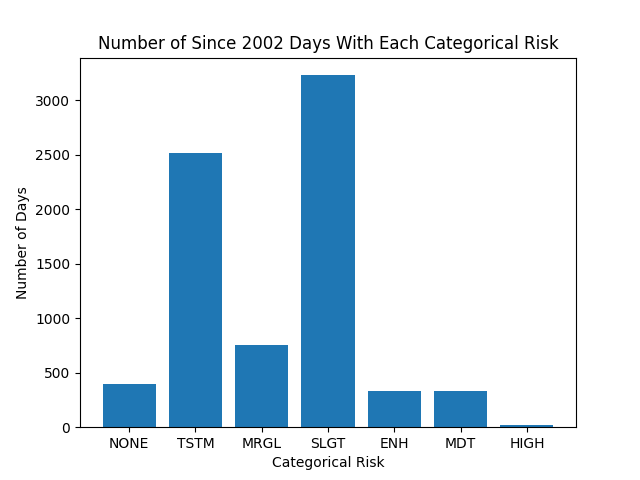 Number of Since 2002 Days With Each Categorical Risk
3000
2500
2000
1500
1000
500
0
Number of Days
NONE TSTM MRGL SLGT ENH MDT HIGH
Categorical Risk